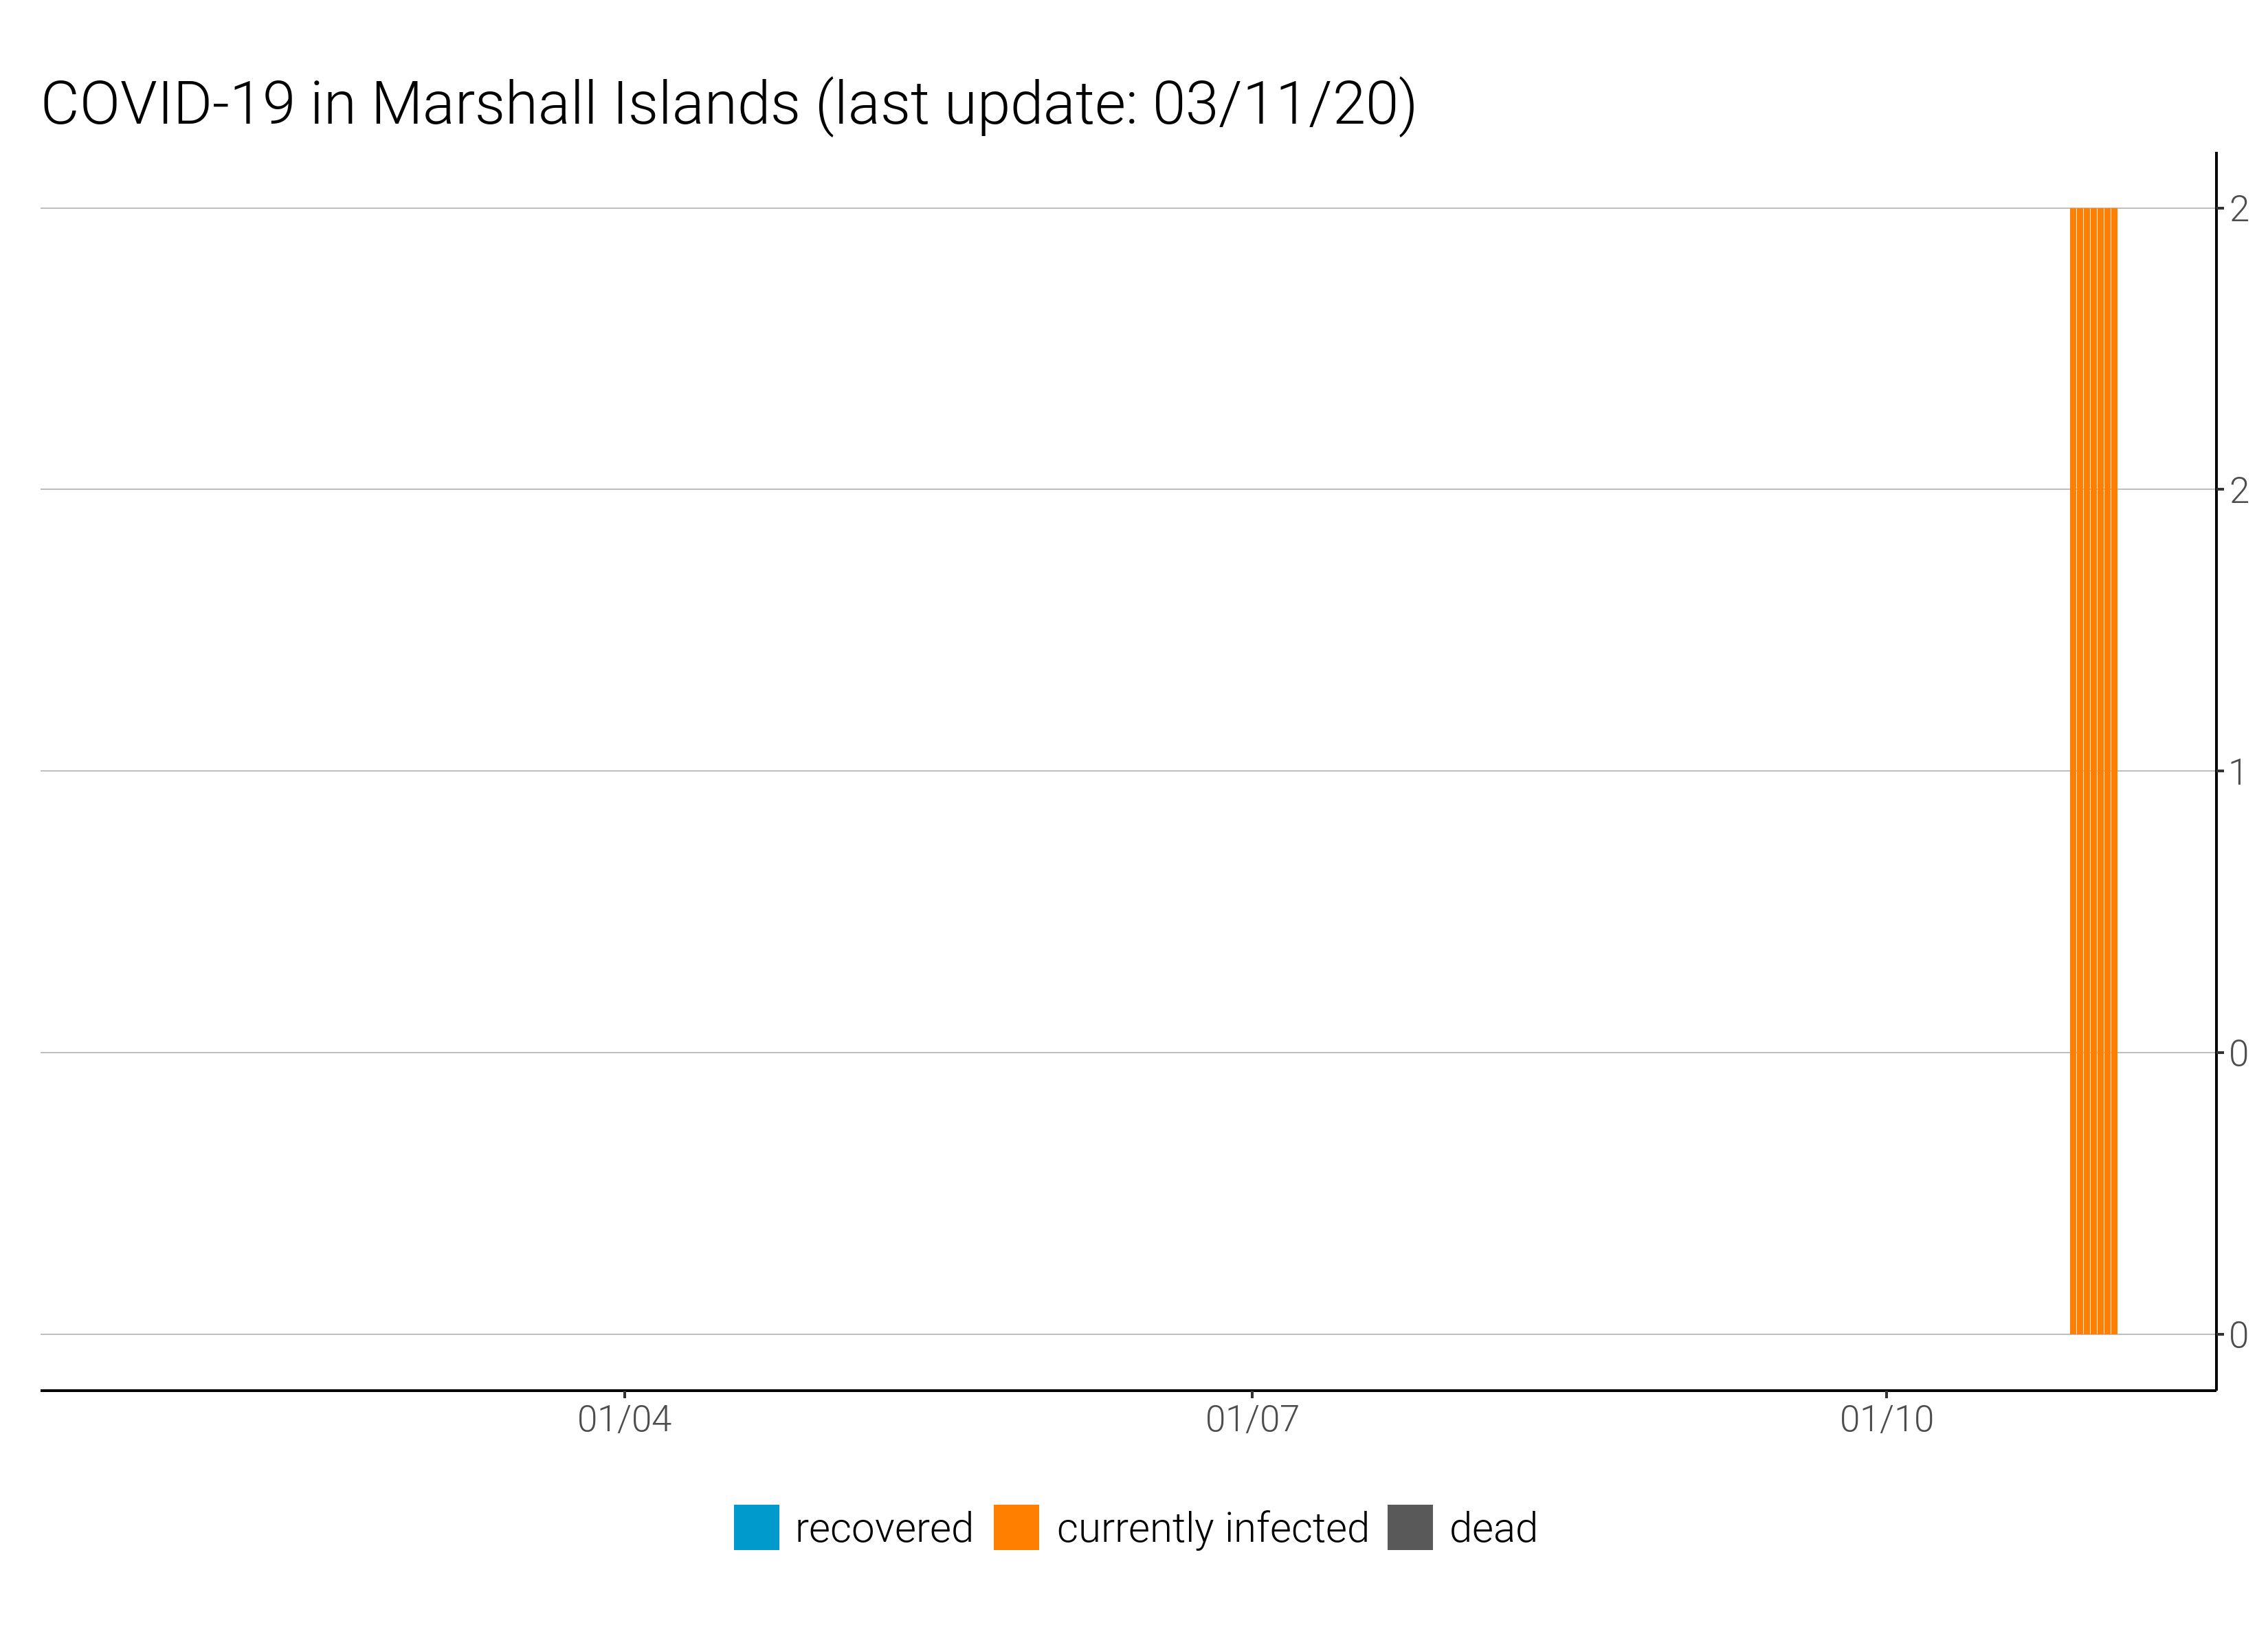 COVID-19 in Marshall Islands (last update: 03/11/20)
2
2
1
0
0
01/04 01/07 01/10
recovered currently infected dead